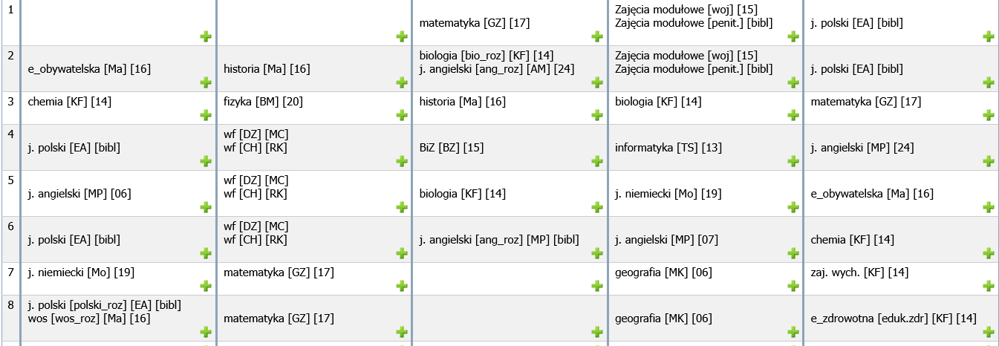 1
matematyka [GZ] [17]
Zajęcia modułowe [woj] [15]
Zajęcia modułowe [penit.] [bibl]
j. polski [EA] [bibl]
2
e_obywatelska [Ma] [16]
historia [Ma] [16]
biologia [bio_roz] [KF] [14]
j. angielski [ang_roz] [AM] [24]
Zajęcia modułowe [woj] [15]
Zajęcia modułowe [penit.] [bibl]
j. polski [EA] [bibl]
3
chemia [KF] [14]
fizyka [BM] [20]
historia [Ma] [16]
biologia [KF] [14]
matematyka [GZ] [17]
4
j. polski [EA] [bibl]
wf [DZ] [MC]
wf [CH] [RK]
BiZ [BZ] [15]
informatyka [TS] [13]
j. angielski [MP] [24]
5
j. angielski [MP] [06]
wf [DZ] [MC]
wf [CH] [RK]
biologia [KF] [14]
j. niemiecki [Mo] [19]
e_obywatelska [Ma] [16]
6
j. polski [EA] [bibl]
wf [DZ] [MC]
wf [CH] [RK]
j. angielski [ang_roz] [MP] [bibl]
j. angielski [MP] [07]
chemia [KF] [14]
7
j. niemiecki [Mo] [19]
matematyka [GZ] [17]
geografia [MK] [06]
zaj. wych. [KF] [14]
8
j. polski [polski_roz] [EA] [bibl]
wos [wos_roz] [Ma] [16]
matematyka [GZ] [17]
geografia [MK] [06]
e_zdrowotna [eduk.zdr] [KF] [14]